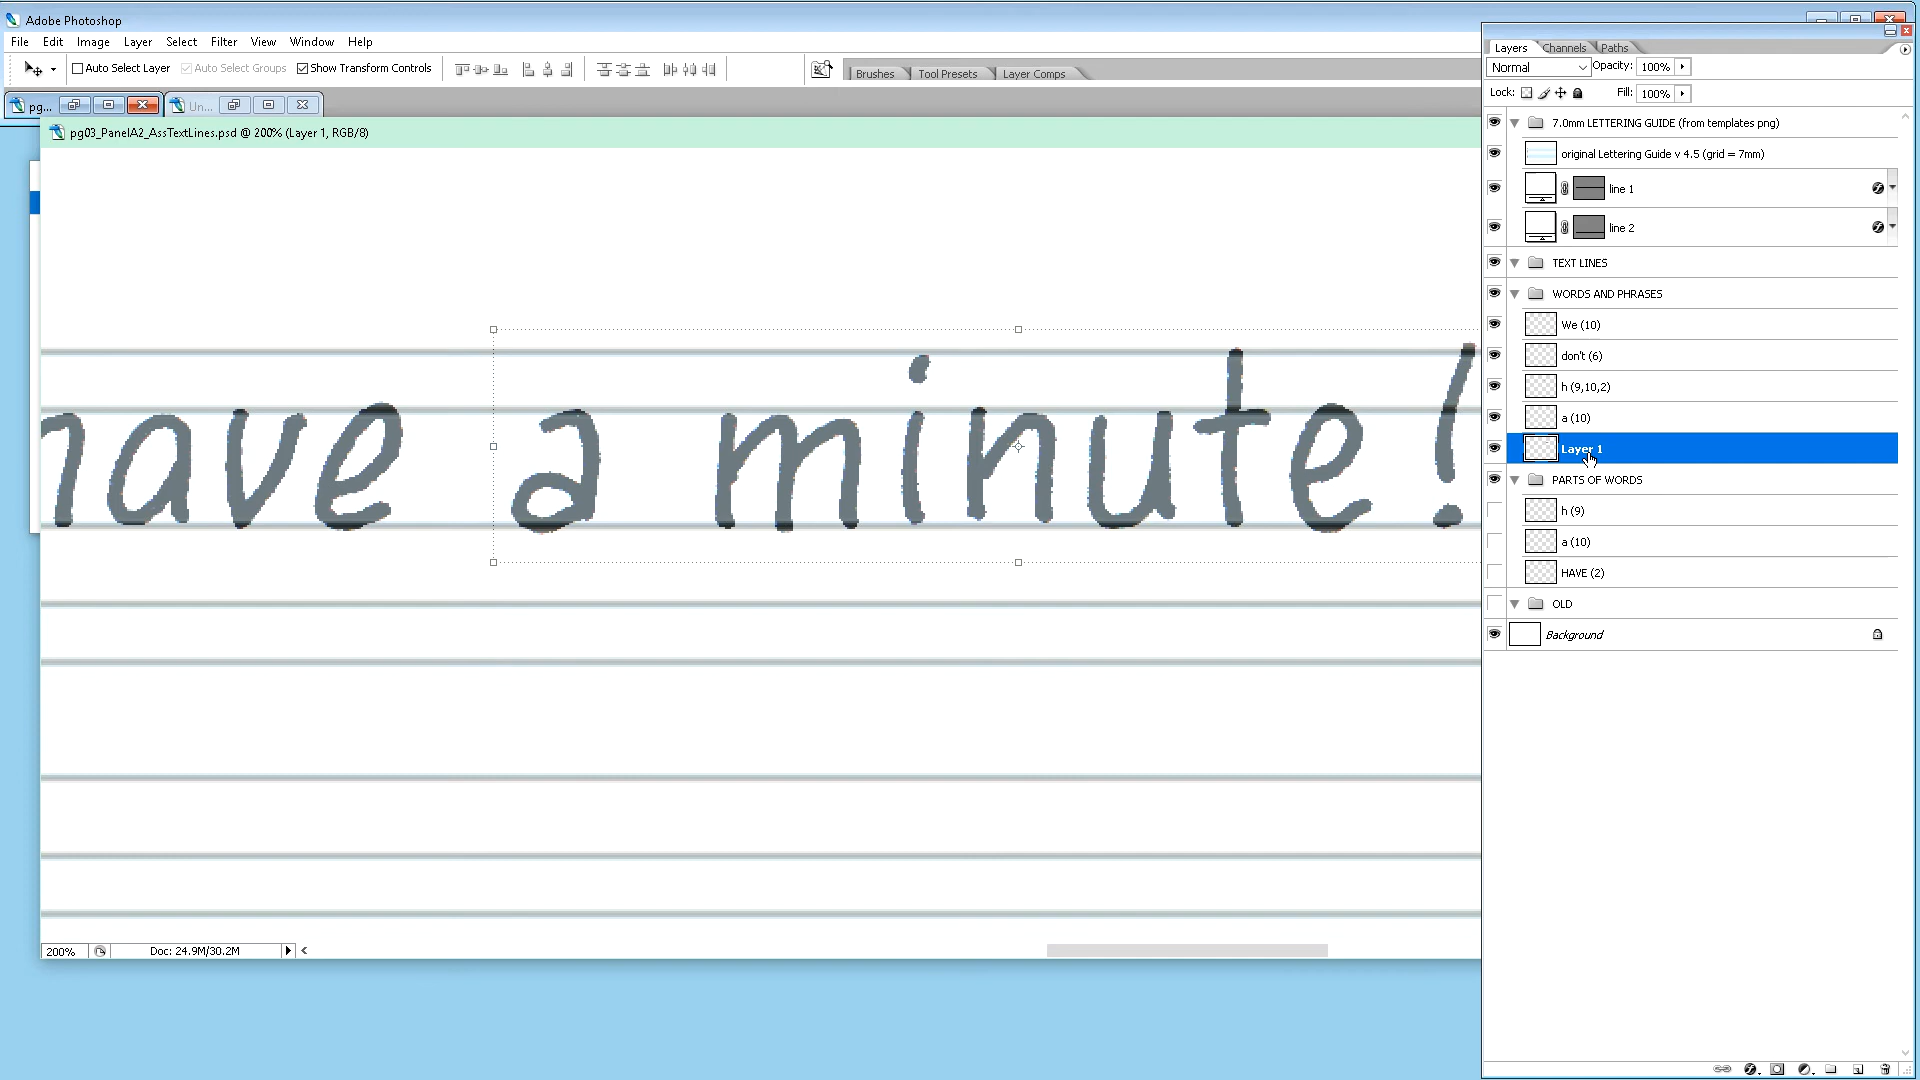 Adobe Photoshop
File Edit Image Layer Select Filter View Window Help
Auto Select Layer Auto Select Groups Show Transform Controls Brushes Tool Presets Layer Comps
pg... Un...
pg03_PanelA2_AssTextLines.psd @ 200% (Layer 1, RGB/8)
have a minute!
200% Doc: 24.9M/30.2M
Layers Channels Paths
Normal Opacity: 100%
Lock: Fill: 100%
7.0mm LETTERING GUIDE (from templates png)
original Lettering Guide v 4.5 (grid = 7mm)
line 1
line 2
TEXT LINES
WORDS AND PHRASES
We (10)
don't (6)
h (9,10,2)
a (10)
Layer 1
PARTS OF WORDS
h (9)
a (10)
HAVE (2)
OLD
Background